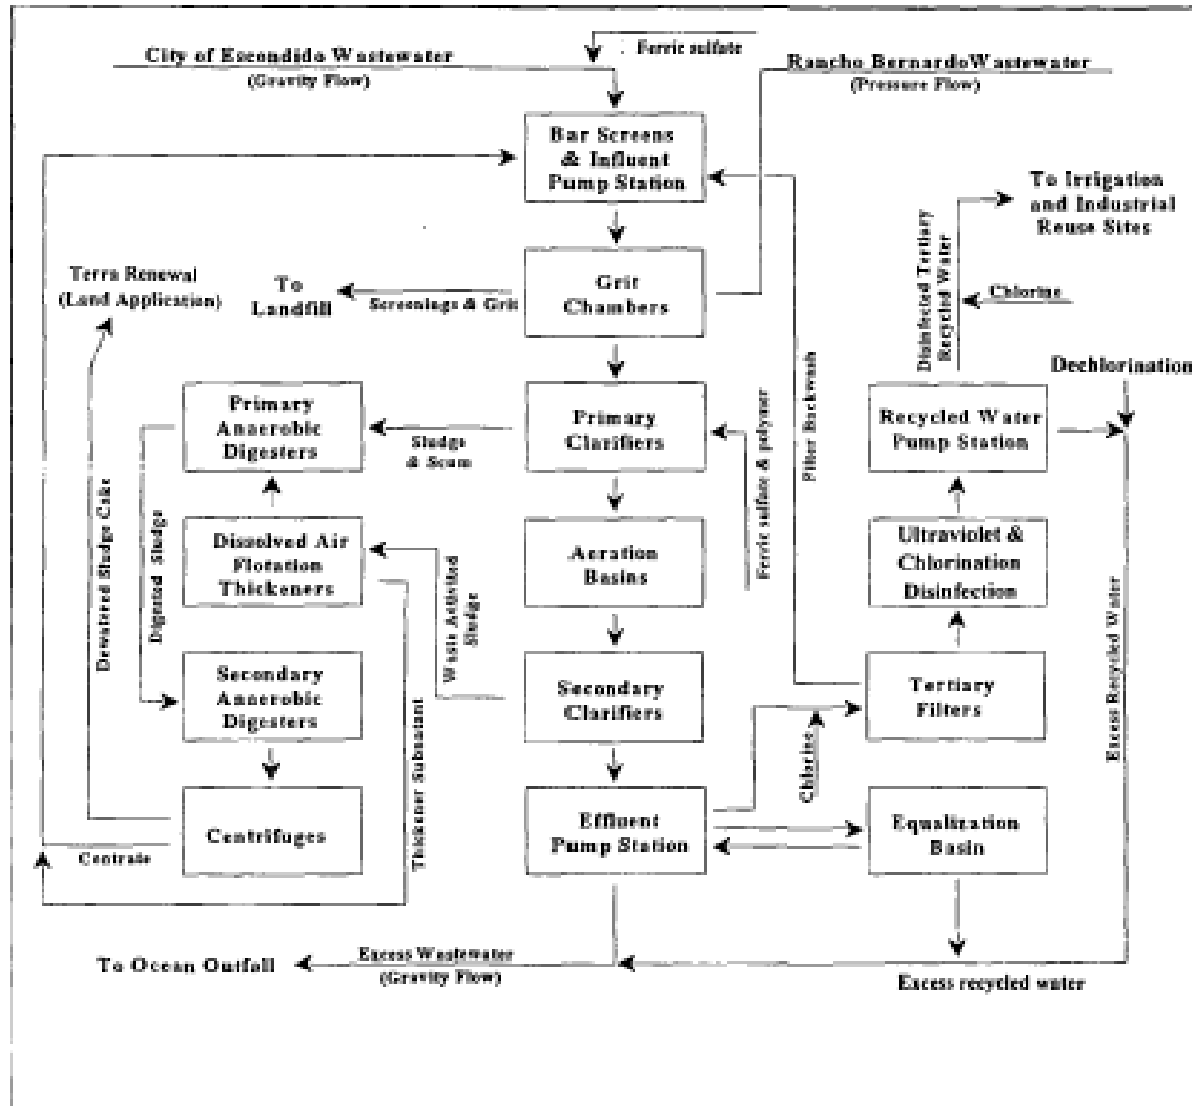 City of Escondido Wastewater
(Gravity Flow)
Ferric sulfate
Rancho Bernardo Wastewater
(Pressure Flow)
Bar Screens
& Influent
Pump Station
To Irrigation
and Industrial
Reuse Sites
Terra Renewal
(Land Application)
To
Landfill
Screenings & Grit
Grit
Chambers
Disinfected Tertiary
Recycled Water
Chlorine
Dechlorination
Primary
Anaerobic
Digesters
Sludge
& Scum
Primary
Clarifiers
Ferric sulfate & polymer
Filter Backwash
Recycled Water
Pump Station
Dewatered Sludge Cake
Digested Sludge
Dissolved Air
Flotation
Thickeners
Waste Activated
Sludge
Aeration
Basins
Ultraviolet &
Chlorination
Disinfection
Excess Recycled Water
Secondary
Anaerobic
Digesters
Thickener Subnatant
Secondary
Clarifiers
Tertiary
Filters
Chlorine
Centrifuges
Centrate
Effluent
Pump Station
Equalization
Basin
To Ocean Outfall
Excess Wastewater
(Gravity Flow)
Excess recycled water